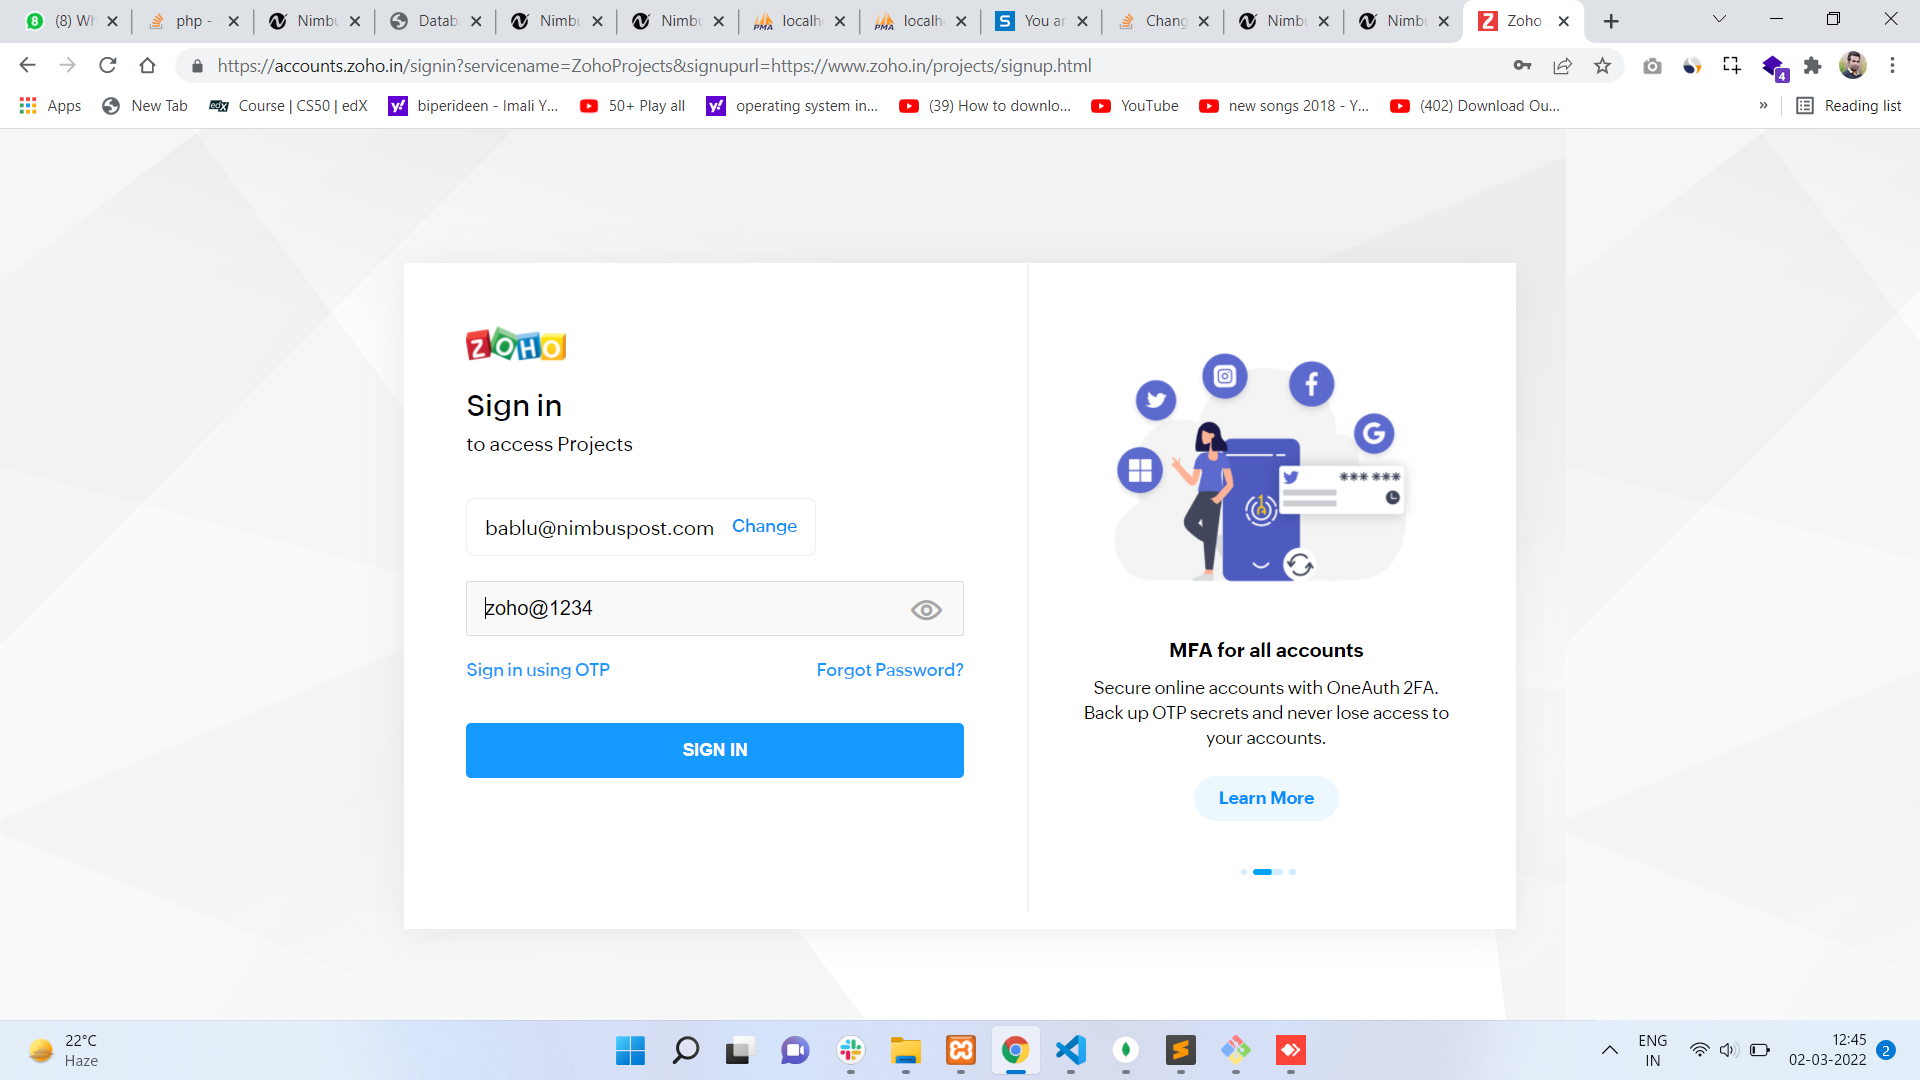 (8) Wh
php -
Nimbu
Datab
Nimbu
Nimbu
localho
localho
You ar
Chang
Nimbu
Nimbu
Zoho
https://accounts.zoho.in/signin?servicename=ZohoProjects&signupurl=https://www.zoho.in/projects/signup.html
4
Apps
New Tab
edX Course | CS50 | edX
y! biperideen - Imali Y...
50+ Play all
y! operating system in...
(39) How to downlo...
YouTube
new songs 2018 - Y...
(402) Download Ou...
»
Reading list
ZOHO
Sign in
to access Projects
bablu@nimbuspost.com Change
zoho@1234
Sign in using OTP
Forgot Password?
SIGN IN
*** ***
MFA for all accounts
Secure online accounts with OneAuth 2FA.
Back up OTP secrets and never lose access to
your accounts.
Learn More
22°C
Haze
ENG
IN
12:45
02-03-2022
2